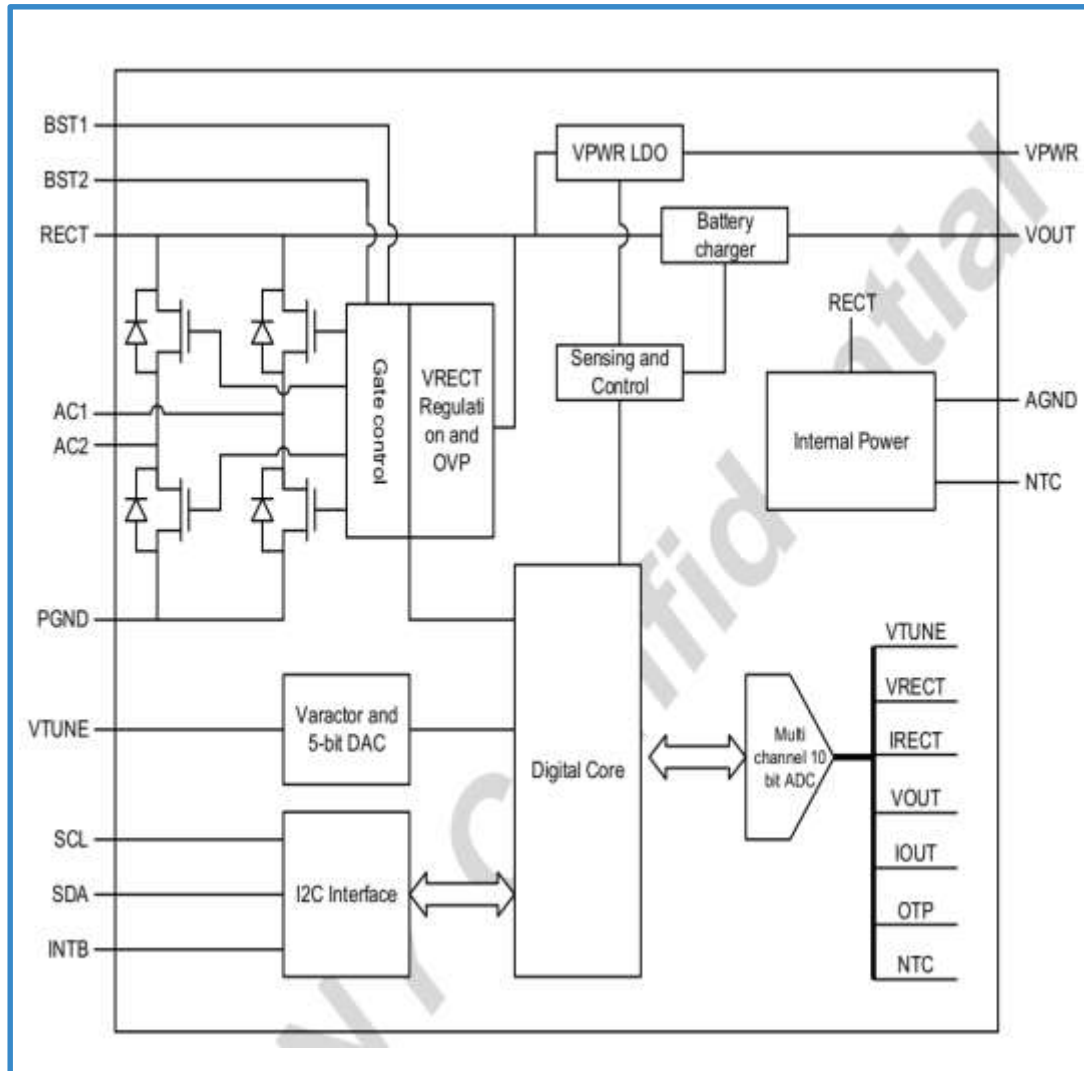 BST1
BST2
RECT
AC1
AC2
PGND
VTUNE
SCL
SDA
INTB
Gate control
VRECT
Regulati
on and
OVP
VPWR LDO
Battery
charger
Sensing and
Control
RECT
Internal Power
VPWR
VOUT
AGND
NTC
Varactor and
5-bit DAC
I2C Interface
Digital Core
Multi
channel 10
bit ADC
VTUNE
VRECT
IRECT
VOUT
IOUT
OTP
NTC